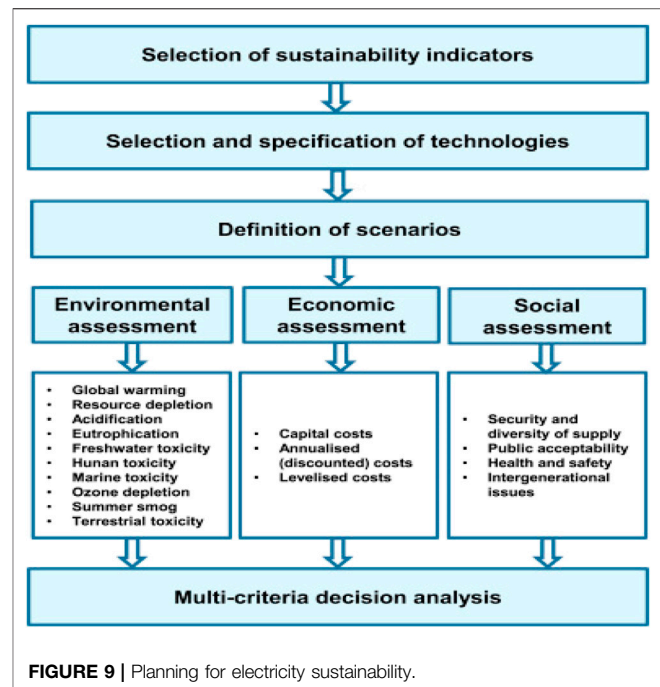 Selection of sustainability indicators
Selection and specification of technologies
Definition of scenarios
Environmental
assessment
Economic
assessment
Social
assessment
• Global warming
• Resource depletion
• Acidification
• Eutrophication
• Freshwater toxicity
• Hunan toxicity
• Marine toxicity
• Ozone depletion
• Summer smog
• Terrestrial toxicity
• Capital costs
• Annualised
(discounted) costs
• Levelised costs
• Security and
diversity of supply
• Public acceptability
• Health and safety
• Intergenerational
issues
Multi-criteria decision analysis
FIGURE 9 | Planning for electricity sustainability.